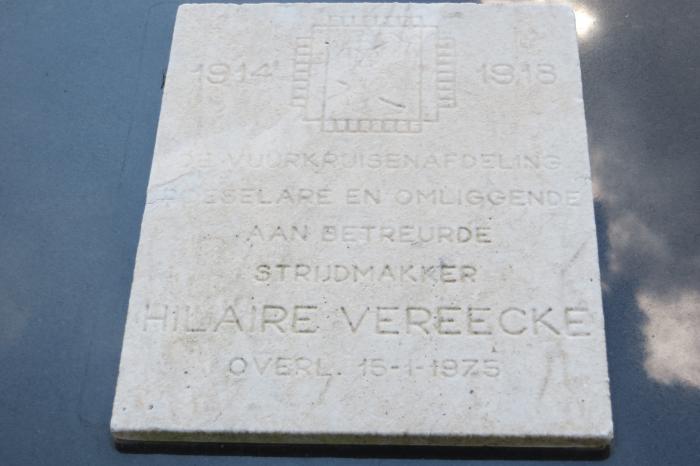 1914 1918
DE VUURKRUISENAFDELING
ROESELARE EN OMLIGGENDE
AAN BETREURDE
STRIJDMAKKER
HILAIRE VEREECKE
OVERL. 15-1-1975